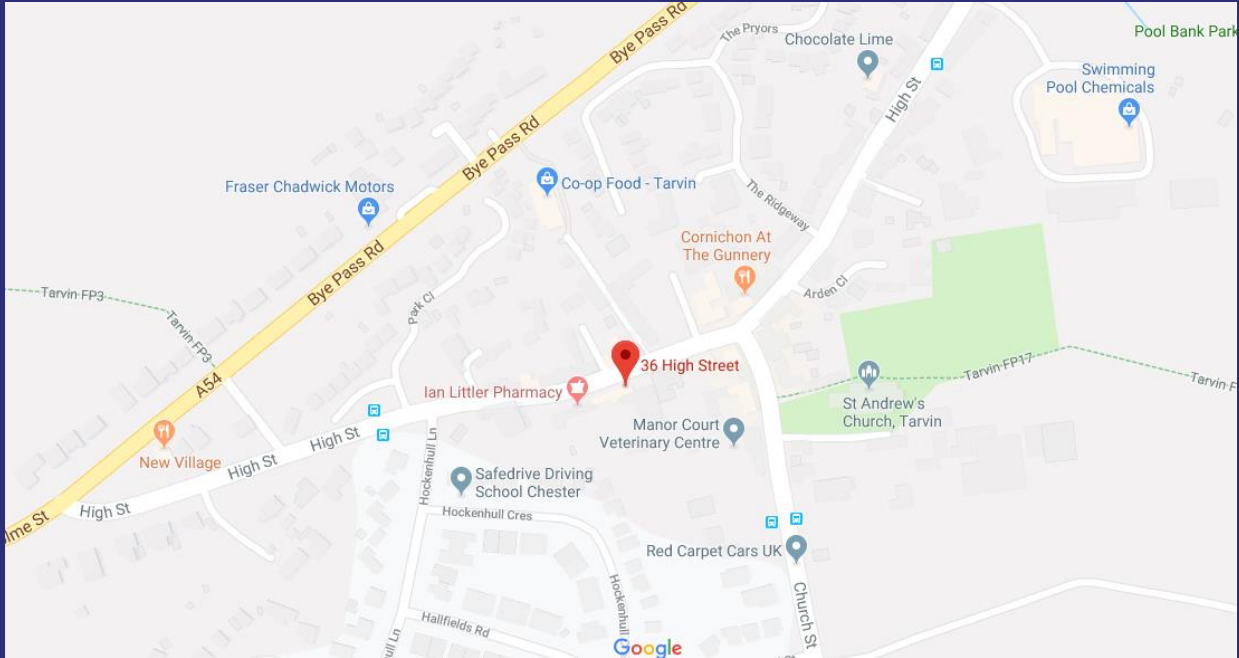 Bye Pass Rd
The Pryors
Chocolate Lime
Pool Bank Park
Swimming
Pool Chemicals
High St
Bye Pass Rd
Fraser Chadwick Motors
Co-op Food - Tarvin
The Ridgeway
Cornichon At
The Gunnery
Bye Pass Rd
Arden Cl
Tarvin FP3
Park Cl
Tarvin FP3
36 High Street
Tarvin FP17
A54
Ian Littler Pharmacy
St Andrew's
Church, Tarvin
Manor Court
Veterinary Centre
High St
New Village
High St
Hockenhull Ln
Safedrive Driving
School Chester
High St
Hockenhull Cres
Red Carpet Cars UK
Church St
Hockenhull
Hallfields Rd
Google